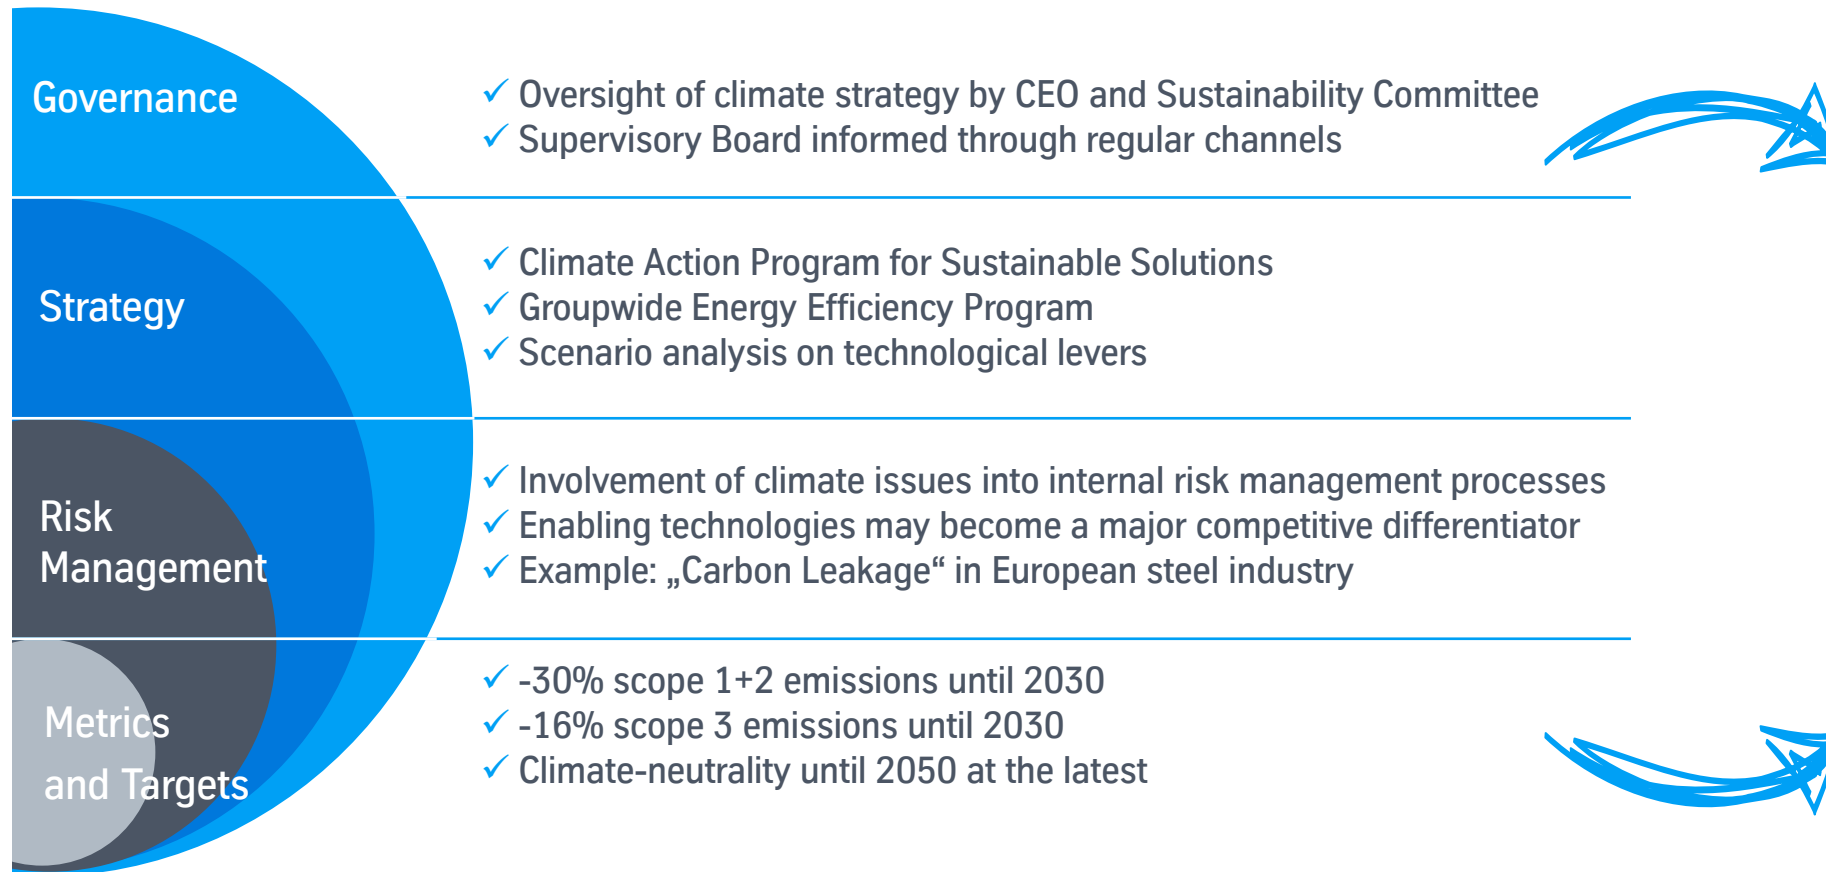 Governance
✓ Oversight of climate strategy by CEO and Sustainability Committee
✓ Supervisory Board informed through regular channels
Strategy
✓ Climate Action Program for Sustainable Solutions
✓ Groupwide Energy Efficiency Program
✓ Scenario analysis on technological levers
Risk
Management
✓ Involvement of climate issues into internal risk management processes
✓ Enabling technologies may become a major competitive differentiator
✓ Example: „Carbon Leakage“ in European steel industry
Metrics
and Targets
✓ -30% scope 1+2 emissions until 2030
✓ -16% scope 3 emissions until 2030
✓ Climate-neutrality until 2050 at the latest